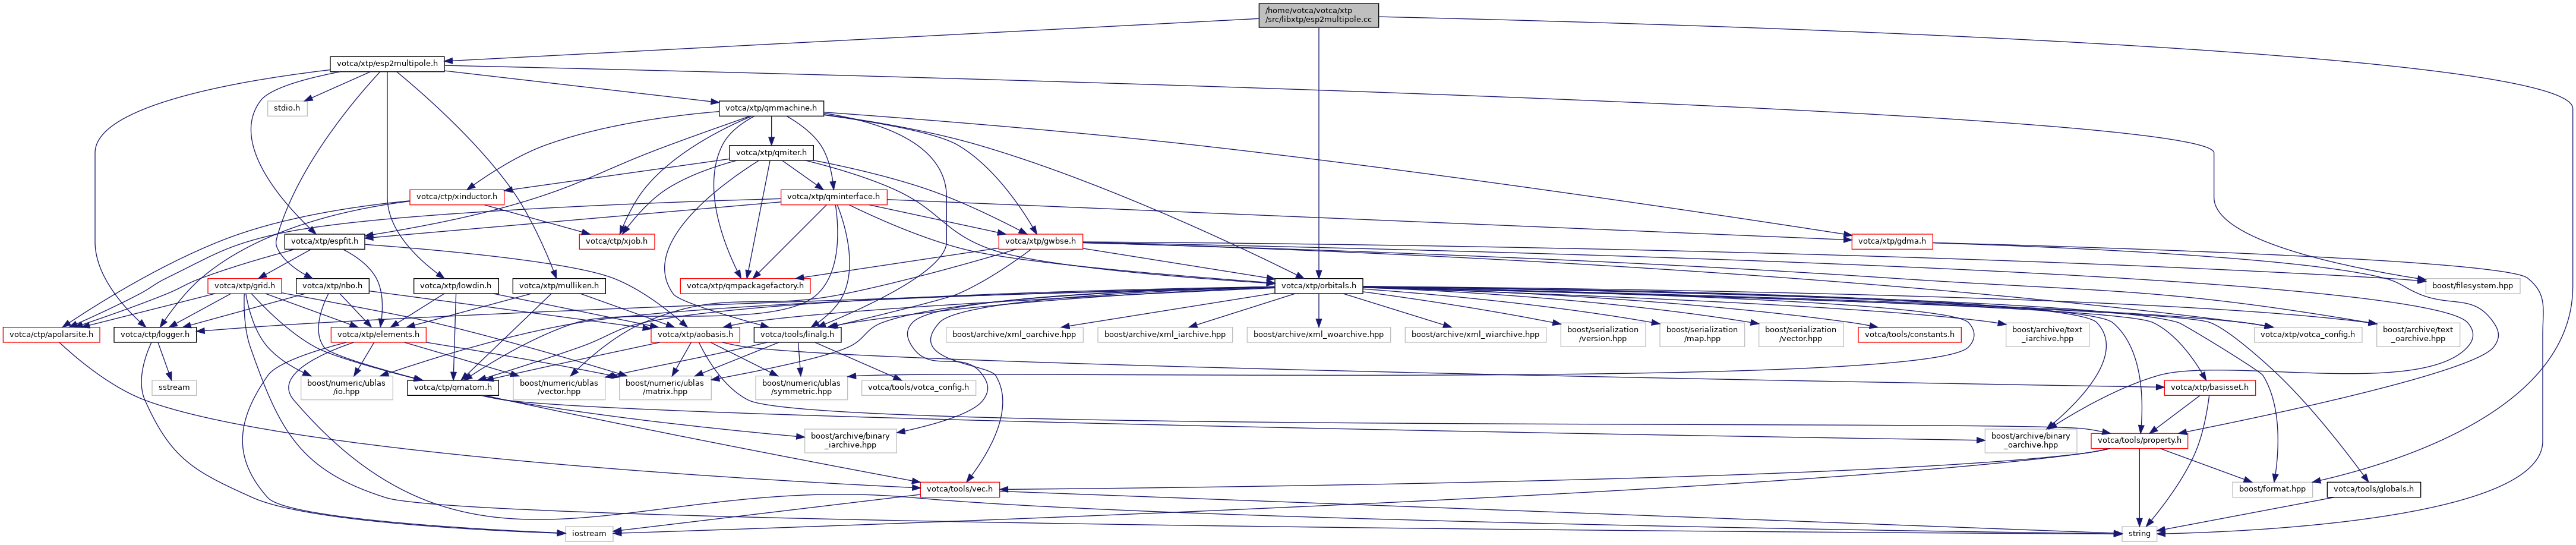 /home/votca/votca/xtp
/src/libxtp/esp2multipole.cc
votca/xtp/esp2multipole.h
stdio.h
votca/xtp/qmmachine.h
votca/xtp/qmiter.h
votca/ctp/xinductor.h
votca/xtp/qminterface.h
votca/xtp/espfit.h
votca/ctp/xjob.h
votca/xtp/gwbse.h
votca/xtp/gdma.h
votca/xtp/grid.h
votca/xtp/nbo.h
votca/xtp/lowdin.h
votca/xtp/mulliken.h
votca/xtp/qmpackagefactory.h
votca/xtp/orbitals.h
boost/filesystem.hpp
votca/ctp/apolarsite.h
votca/ctp/logger.h
votca/xtp/elements.h
votca/xtp/aobasis.h
votca/tools/linalg.h
boost/archive/xml_oarchive.hpp
boost/archive/xml_iarchive.hpp
boost/archive/xml_woarchive.hpp
boost/archive/xml_wiarchive.hpp
boost/serialization
/version.hpp
boost/serialization
/map.hpp
boost/serialization
/vector.hpp
votca/tools/constants.h
boost/archive/text
_iarchive.hpp
votca/xtp/votca_config.h
boost/archive/text
_oarchive.hpp
sstream
boost/numeric/ublas
/io.hpp
votca/ctp/qmatom.h
boost/numeric/ublas
/vector.hpp
boost/numeric/ublas
/matrix.hpp
boost/numeric/ublas
/symmetric.hpp
votca/tools/votca_config.h
votca/xtp/basisset.h
boost/archive/binary
_iarchive.hpp
boost/archive/binary
_oarchive.hpp
votca/tools/property.h
votca/tools/vec.h
boost/format.hpp
votca/tools/globals.h
iostream
string